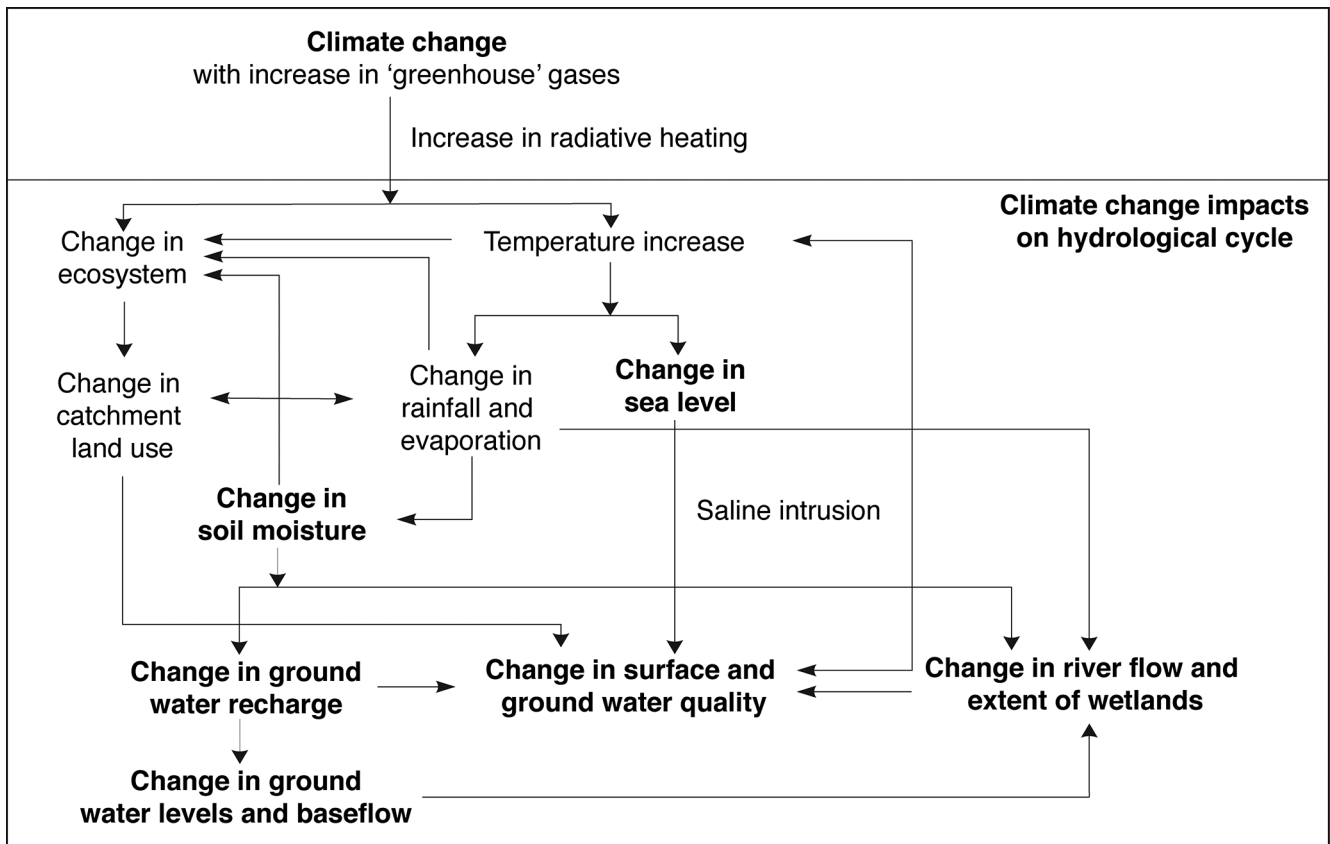 Climate change
with increase in ‘greenhouse’ gases
Increase in radiative heating
Climate change impacts
on hydrological cycle
Change in
ecosystem
Temperature increase
Change in
catchment
land use
Change in
rainfall and
evaporation
Change in
sea level
Change in
soil moisture
Saline intrusion
Change in ground
water recharge
Change in surface and
ground water quality
Change in river flow and
extent of wetlands
Change in ground
water levels and baseflow